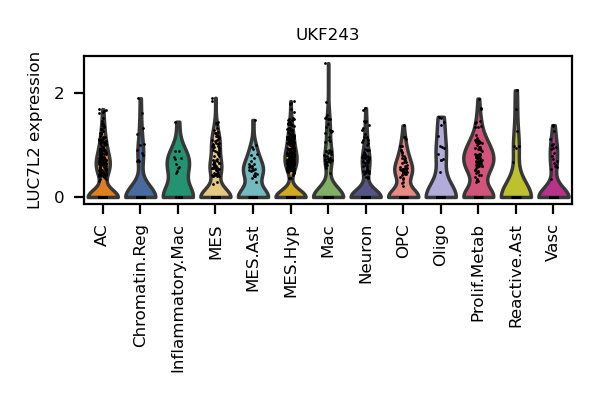 UKF243
LUC7L2 expression
2
0
AC
Chromatin.Reg
Inflammatory.Mac
MES
MES.Ast
MES.Hyp
Mac
Neuron
OPC
Oligo
Prolif.Metab
Reactive.Ast
Vasc